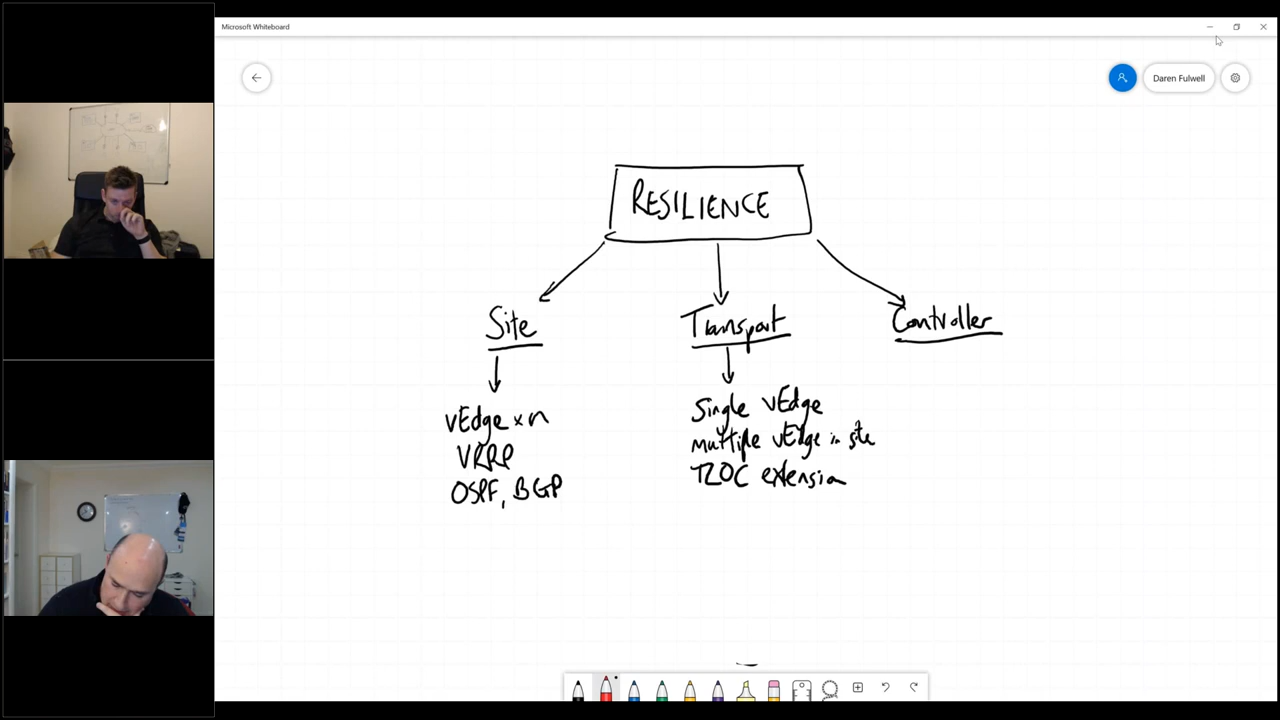 Microsoft Whiteboard
Daren Fulwell
RESILIENCE
Site
Transport
Controller
vEdge x n
VRRP
OSPF, BGP
Single vEdge
multiple vEdge in site
TLOC extension